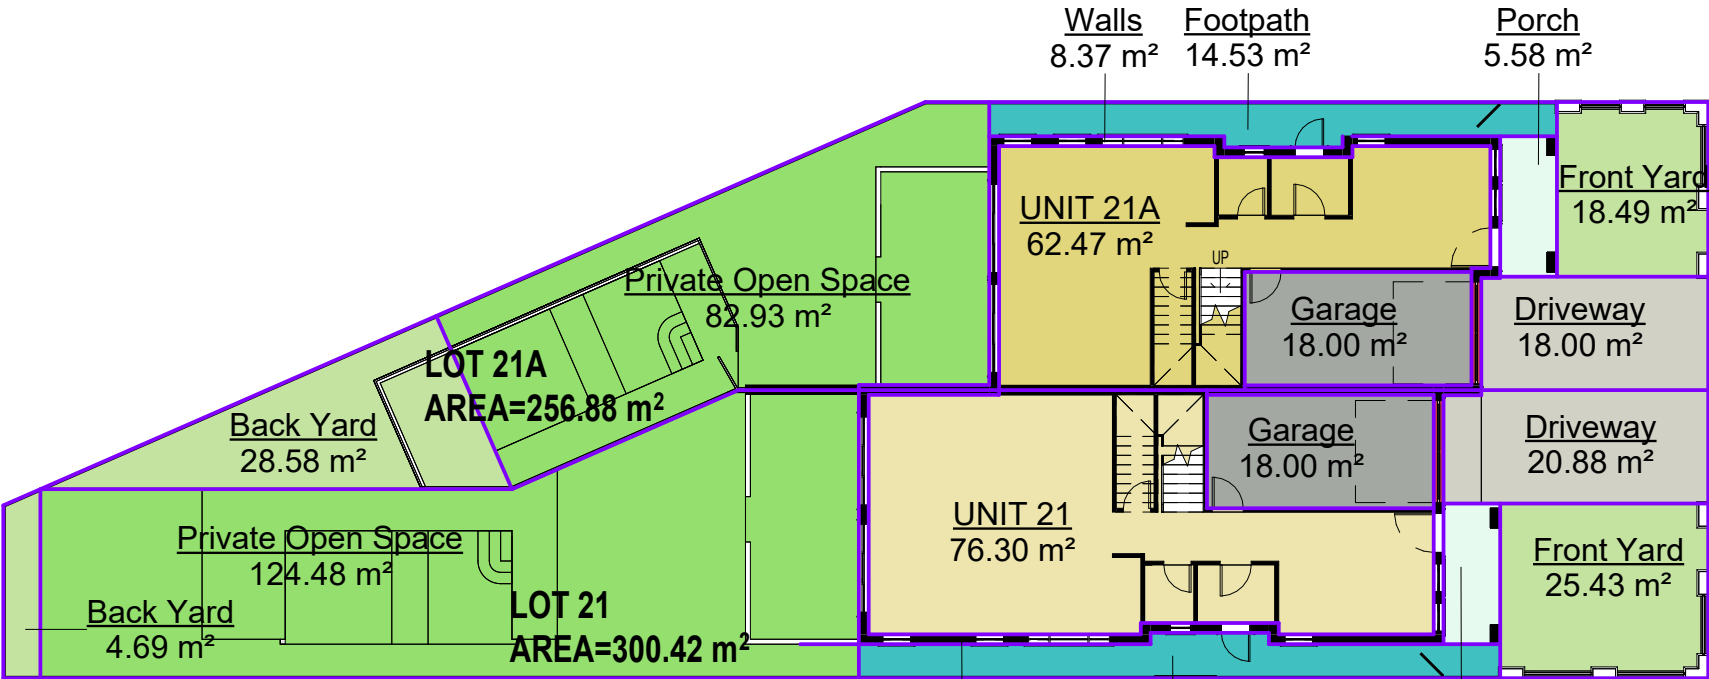 Walls
8.37 m²
Footpath
14.53 m²
Porch
5.58 m²
Front Yard
18.49 m²
UNIT 21A
62.47 m²
UP
Private Open Space
82.93 m²
Garage
18.00 m²
Driveway
18.00 m²
LOT 21A
AREA=256.88 m²
Back Yard
28.58 m²
Garage
18.00 m²
Driveway
20.88 m²
UNIT 21
76.30 m²
Private Open Space
124.48 m²
Front Yard
25.43 m²
Back Yard
4.69 m²
LOT 21
AREA=300.42 m²